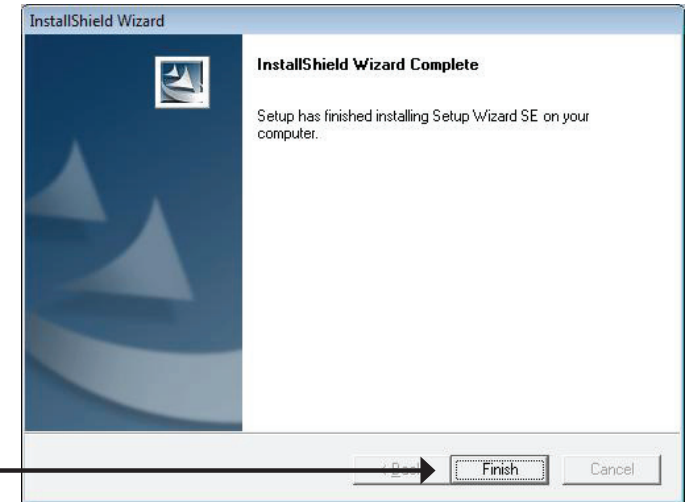 InstallShield Wizard
InstallShield Wizard Complete
Setup has finished installing Setup Wizard SE on your
computer.
Finish
Cancel